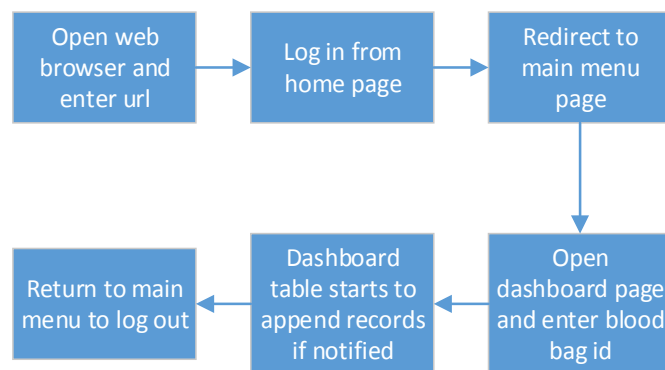 Open web
browser and
enter url
Log in from
home page
Redirect to
main menu
page
Open
dashboard page
and enter blood
bag id
Dashboard
table starts to
append records
if notified
Return to main
menu to log out